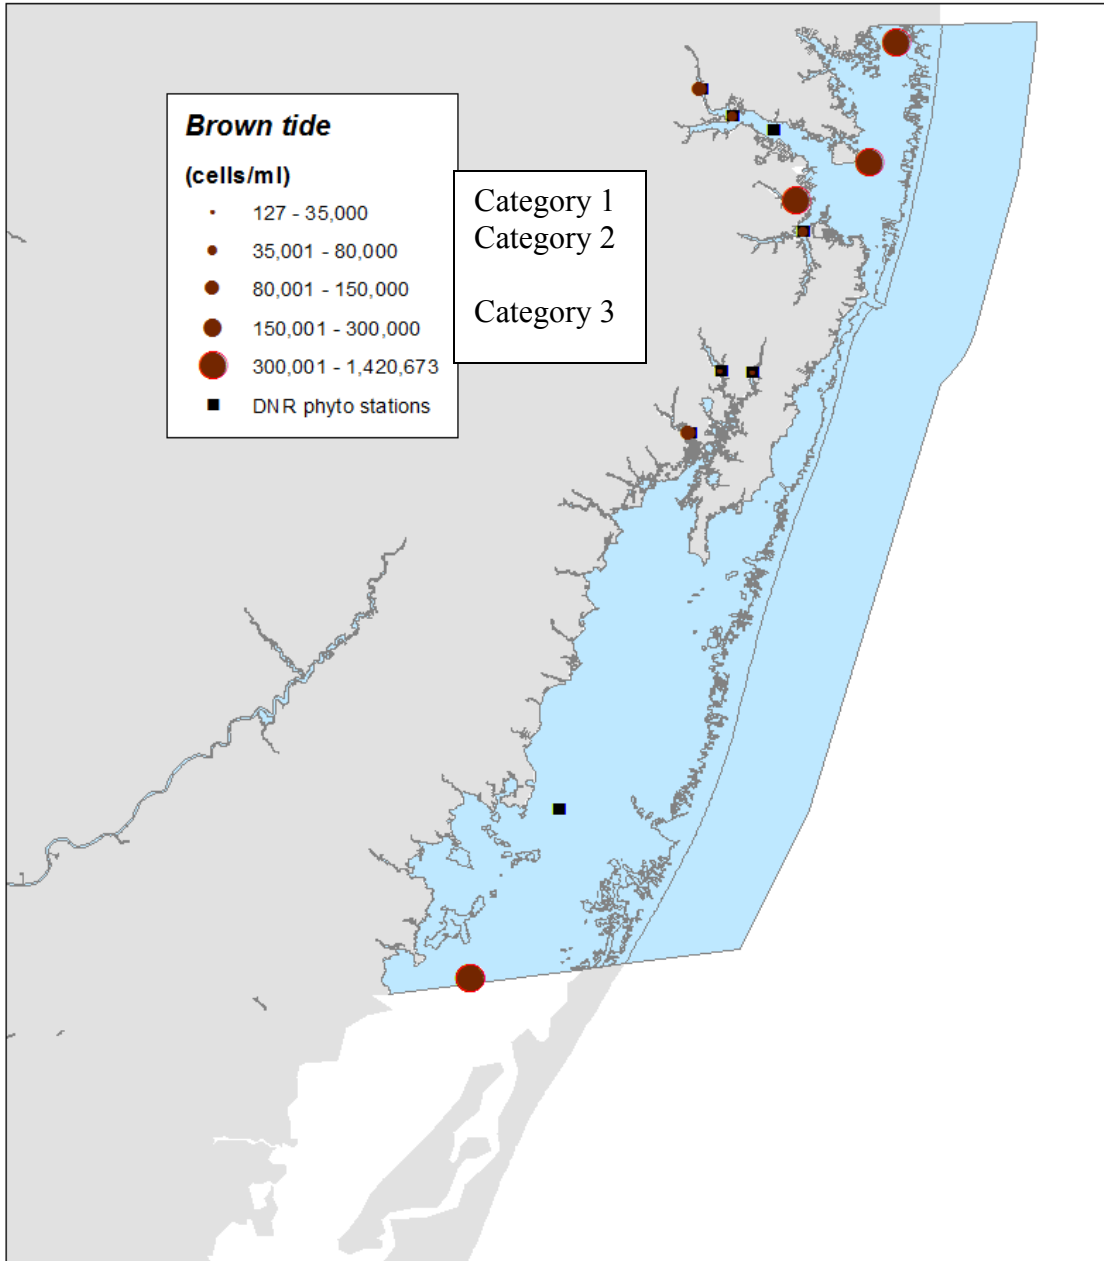 Brown tide
(cells/ml)
127 - 35,000
35,001 - 80,000
80,001 - 150,000
150,001 - 300,000
300,001 - 1,420,673
DNR phyto stations
Category 1
Category 2
Category 3